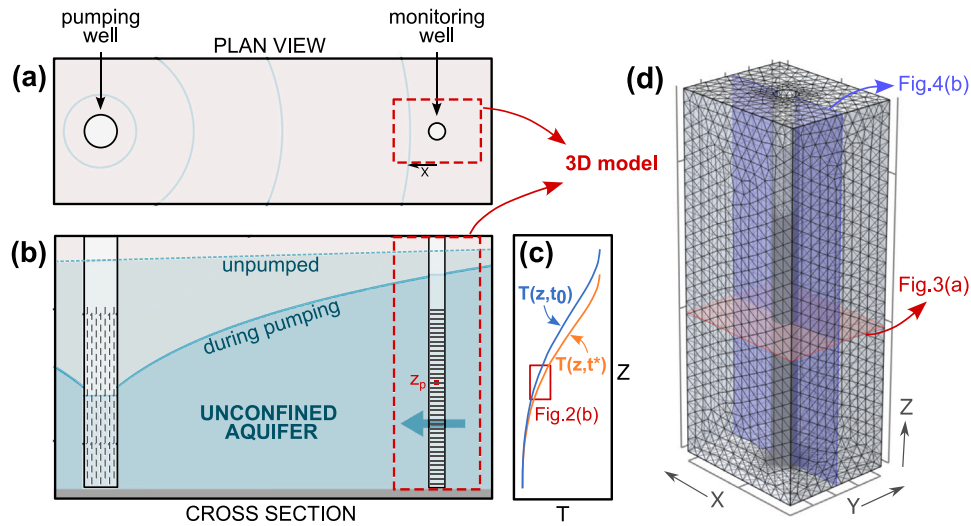 pumping
well
monitoring
well
PLAN VIEW
(a)
x
3D model
(b)
unpumped
during pumping
zp
UNCONFINED
AQUIFER
CROSS SECTION
(c)
T(z,t0)
T(z,t*)
Fig.2(b)
Z
T
(d)
Fig.4(b)
Fig.3(a)
Z
X
Y